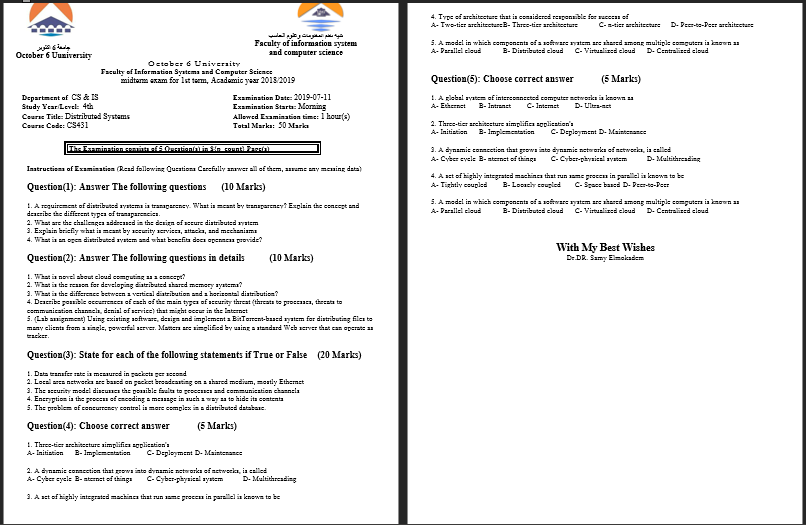 جامعة 6 أكتوبر
October 6 Uuniversity
كلية نظم المعلومات وعلوم الحاسب
Faculty of information system
and computer science
October 6 University
Faculty of Information Systems and Computer Science
midterm exam for 1st term, Academic year 2018/2019
Department of CS & IS
Examination Date: 2019-07-11
Study Year/Level: 4th
Examination Starts: Morning
Course Title: Distributed Systems
Allowed Examination time: 1 hour(s)
Course Code: CS431
Total Marks: 50 Marks
The Examination consists of 5 Question(s) in ${n_count} Page(s)
Instructions of Examination (Read following Questions Carefully answer all of them, assume any messing data)
Question(1): Answer The following questions (10 Marks)
1. A requirement of distributed systems is transparency. What is meant by transparency? Explain the concept and
describe the different types of transparencies.
2. What are the challenges addressed in the design of secure distributed system
3. Explain briefly what is meant by security services, attacks, and mechanisms
4. What is an open distributed system and what benefits does openness provide?
Question(2): Answer The following questions in details (10 Marks)
1. What is novel about cloud computing as a concept?
2. What is the reason for developing distributed shared memory systems?
3. What is the difference between a vertical distribution and a horizontal distribution?
4. Describe possible occurrences of each of the main types of security threat (threats to processes, threats to
communication channels, denial of service) that might occur in the Internet
5. (Lab assignment) Using existing software, design and implement a BitTorrent-based system for distributing files to
many clients from a single, powerful server. Matters are simplified by using a standard Web server that can operate as
tracker.
Question(3): State for each of the following statements if True or False (20 Marks)
1. Data transfer rate is measured in packets per second
2. Local area networks are based on packet broadcasting on a shared medium, mostly Ethernet
3. The security model discusses the possible faults to processes and communication channels
4. Encryption is the process of encoding a message in such a way as to hide its contents
5. The problem of concurrency control is more complex in a distributed database.
Question(4): Choose correct answer (5 Marks)
1. Three-tier architecture simplifies application's
A- Initiation B- Implementation C- Deployment D- Maintenance
2. A dynamic connection that grows into dynamic networks of networks, is called
A- Cyber cycle B- nternet of things C- Cyber-physical system D- Multithreading
3. A set of highly integrated machines that run same process in parallel is known to be
4. Type of architecture that is considered responsible for success of
A- Two-tier architectureB- Three-tier architecture C- n-tier architecture D- Peer-to-Peer architecture
5. A model in which components of a software system are shared among multiple computers is known as
A- Parallel cloud B- Distributed cloud C- Virtualized cloud D- Centralized cloud
Question(5): Choose correct answer (5 Marks)
1. A global system of interconnected computer networks is known as
A- Ethernet B- Intranet C- Internet D- Ultra-net
2. Three-tier architecture simplifies application's
A- Initiation B- Implementation C- Deployment D- Maintenance
3. A dynamic connection that grows into dynamic networks of networks, is called
A- Cyber cycle B- nternet of things C- Cyber-physical system D- Multithreading
4. A set of highly integrated machines that run same process in parallel is known to be
A- Tightly coupled B- Loosely coupled C- Space based D- Peer-to-Peer
5. A model in which components of a software system are shared among multiple computers is known as
A- Parallel cloud B- Distributed cloud C- Virtualized cloud D- Centralized cloud
With My Best Wishes
Dr.DR. Samy Elmokadem